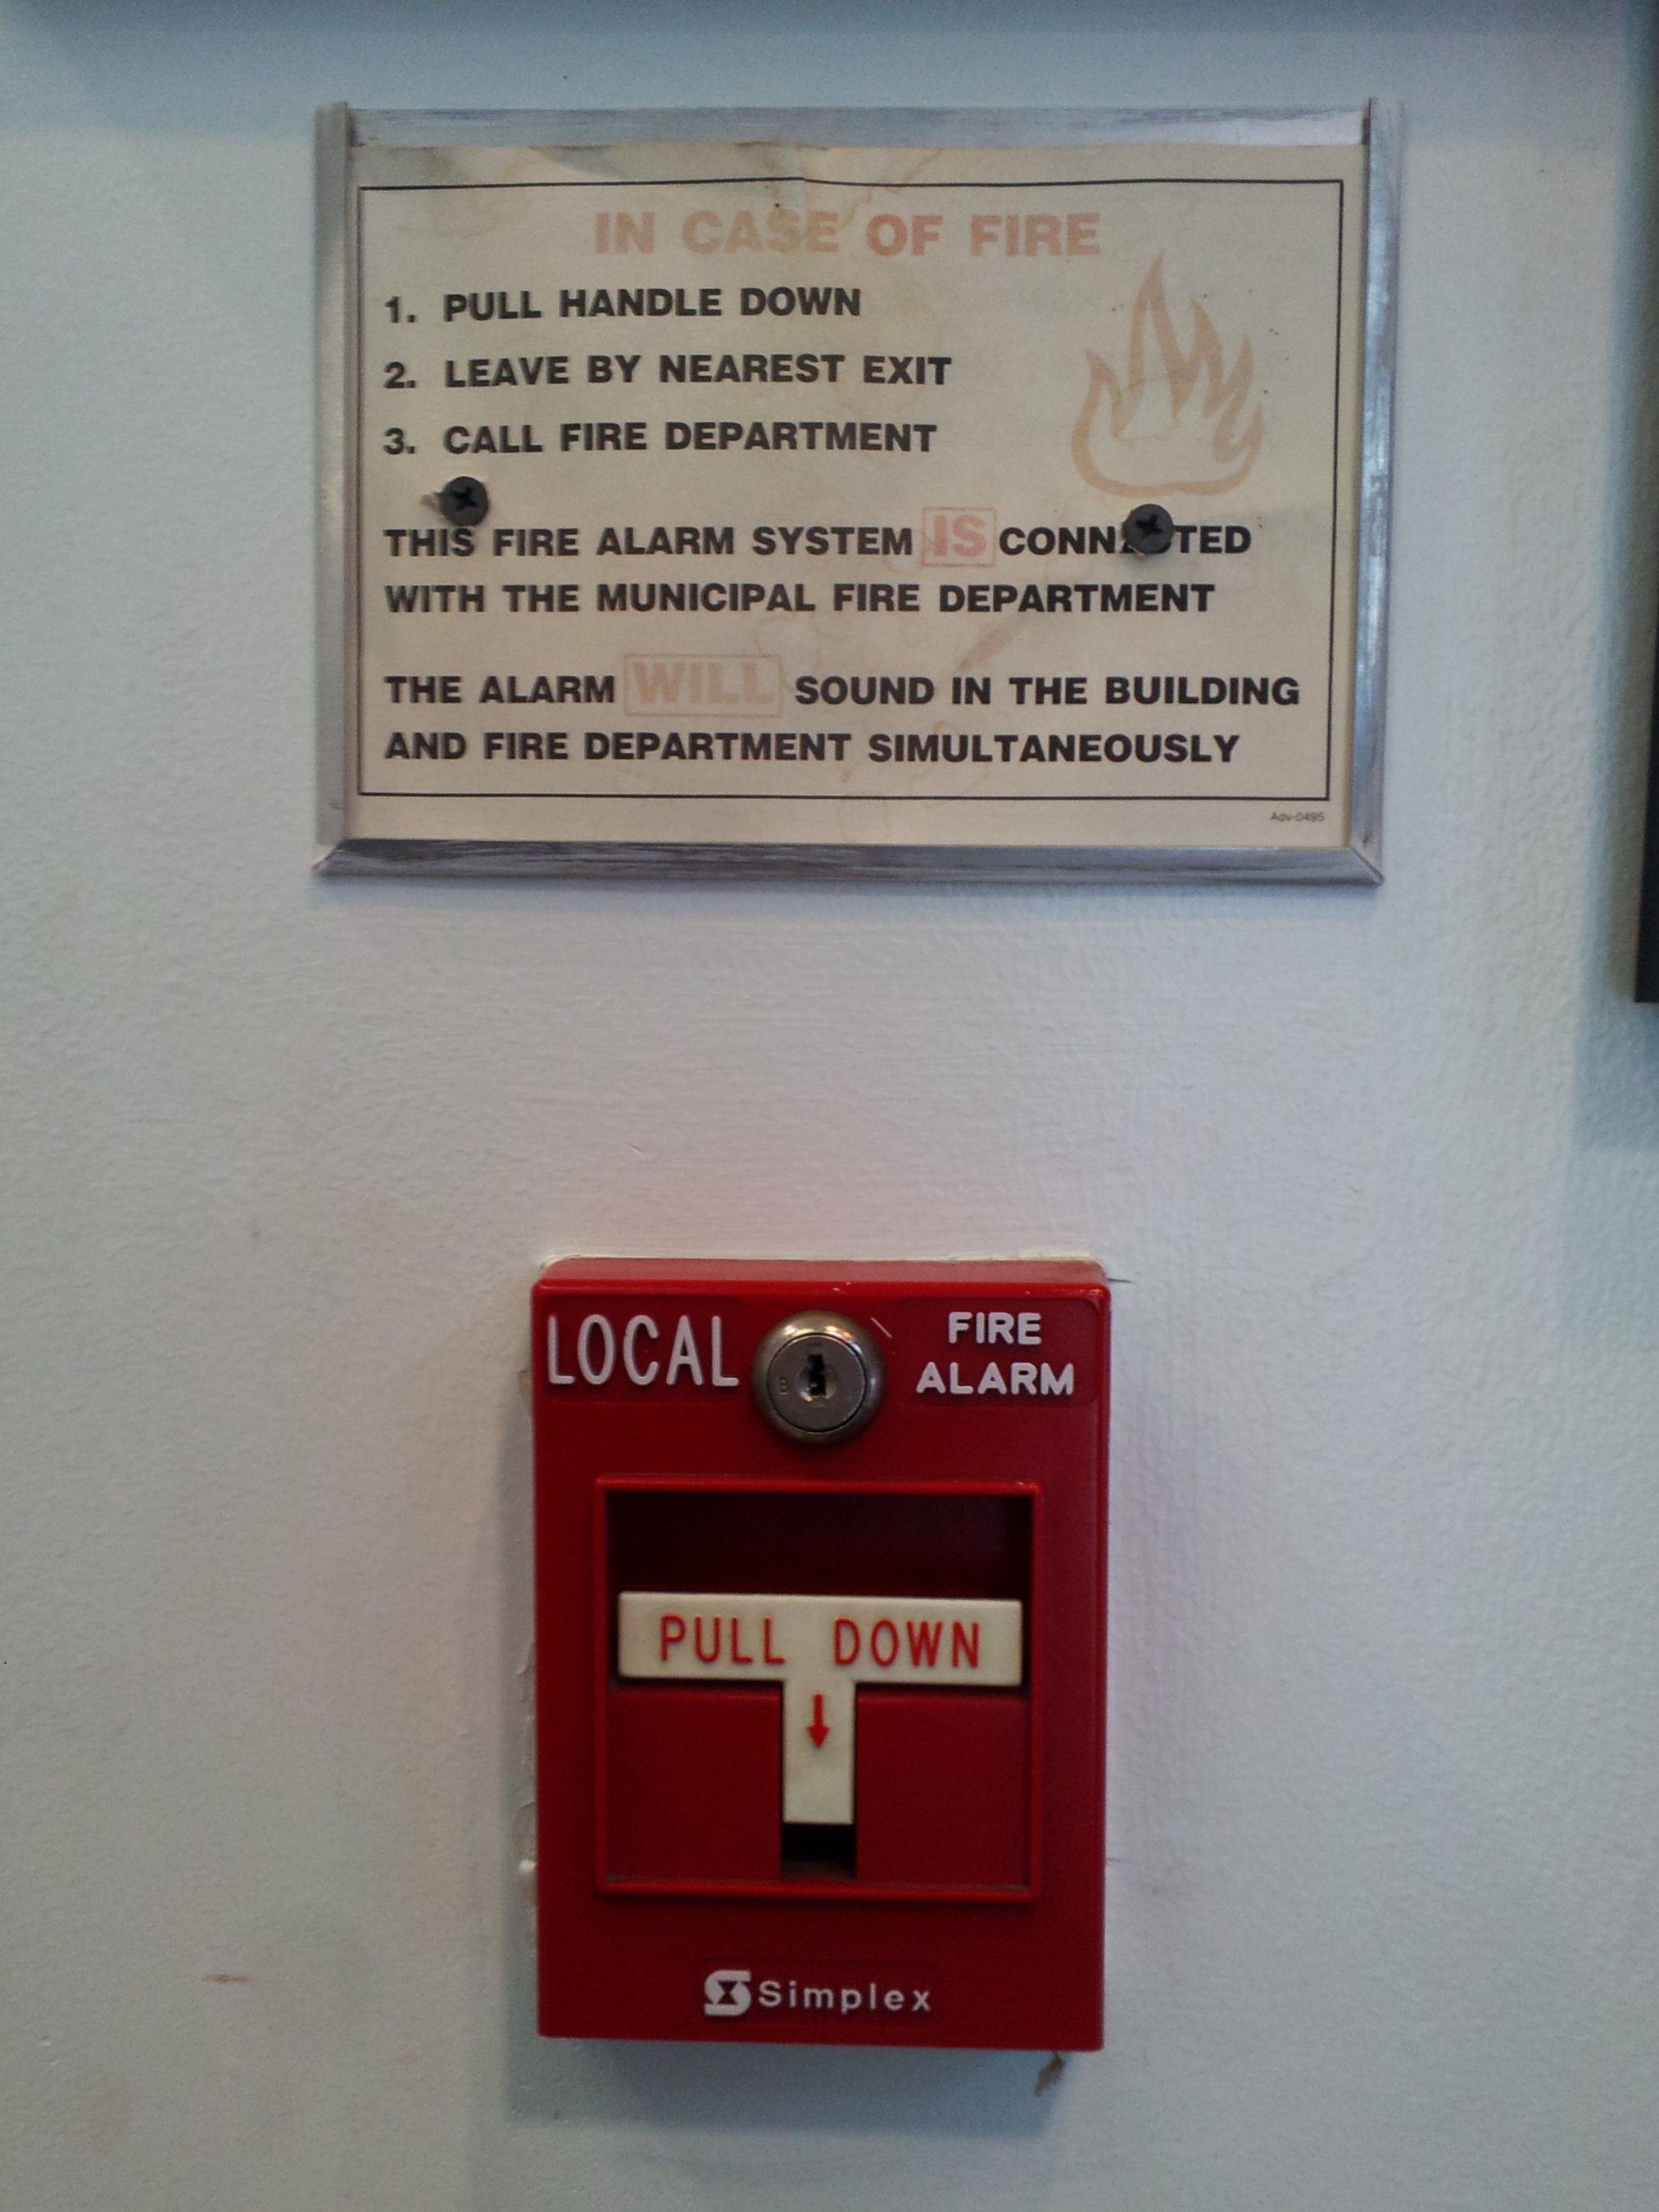 IN CASE OF FIRE
1. PULL HANDLE DOWN
2. LEAVE BY NEAREST EXIT
3. CALL FIRE DEPARTMENT
THIS FIRE ALARM SYSTEM IS CONNECTED
WITH THE MUNICIPAL FIRE DEPARTMENT
THE ALARM WILL SOUND IN THE BUILDING
AND FIRE DEPARTMENT SIMULTANEOUSLY
Adv-0495
LOCAL
FIRE
ALARM
PULL DOWN
Simplex